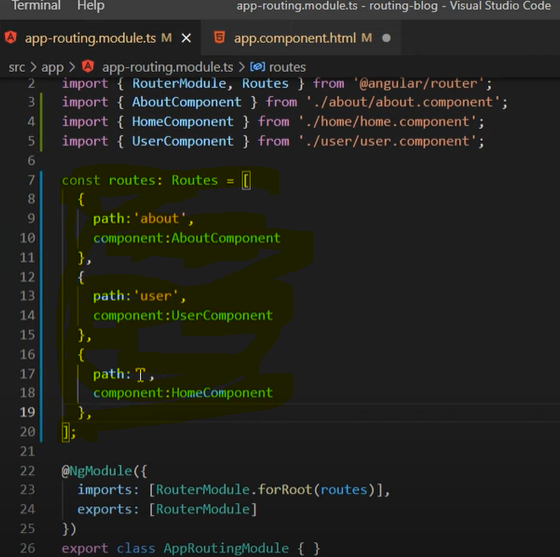 Terminal Help app-routing.module.ts - routing-blog - Visual Studio Code
app-routing.module.ts M × app.component.html M
src > app > app-routing.module.ts > routes
2 import { RouterModule, Routes } from '@angular/router';
3 import { AboutComponent } from './about/about.component';
4 import { HomeComponent } from './home/home.component';
5 import { UserComponent } from './user/user.component';
6
7 const routes: Routes = [
8 {
9 path:'about',
10 component:AboutComponent
11 },
12 {
13 path:'user',
14 component:UserComponent
15 },
16 {
17 path:'',
18 component:HomeComponent
19 },
20 ];
21
22 @NgModule({
23 imports: [RouterModule.forRoot(routes)],
24 exports: [RouterModule]
25 })
26 export class AppRoutingModule { }